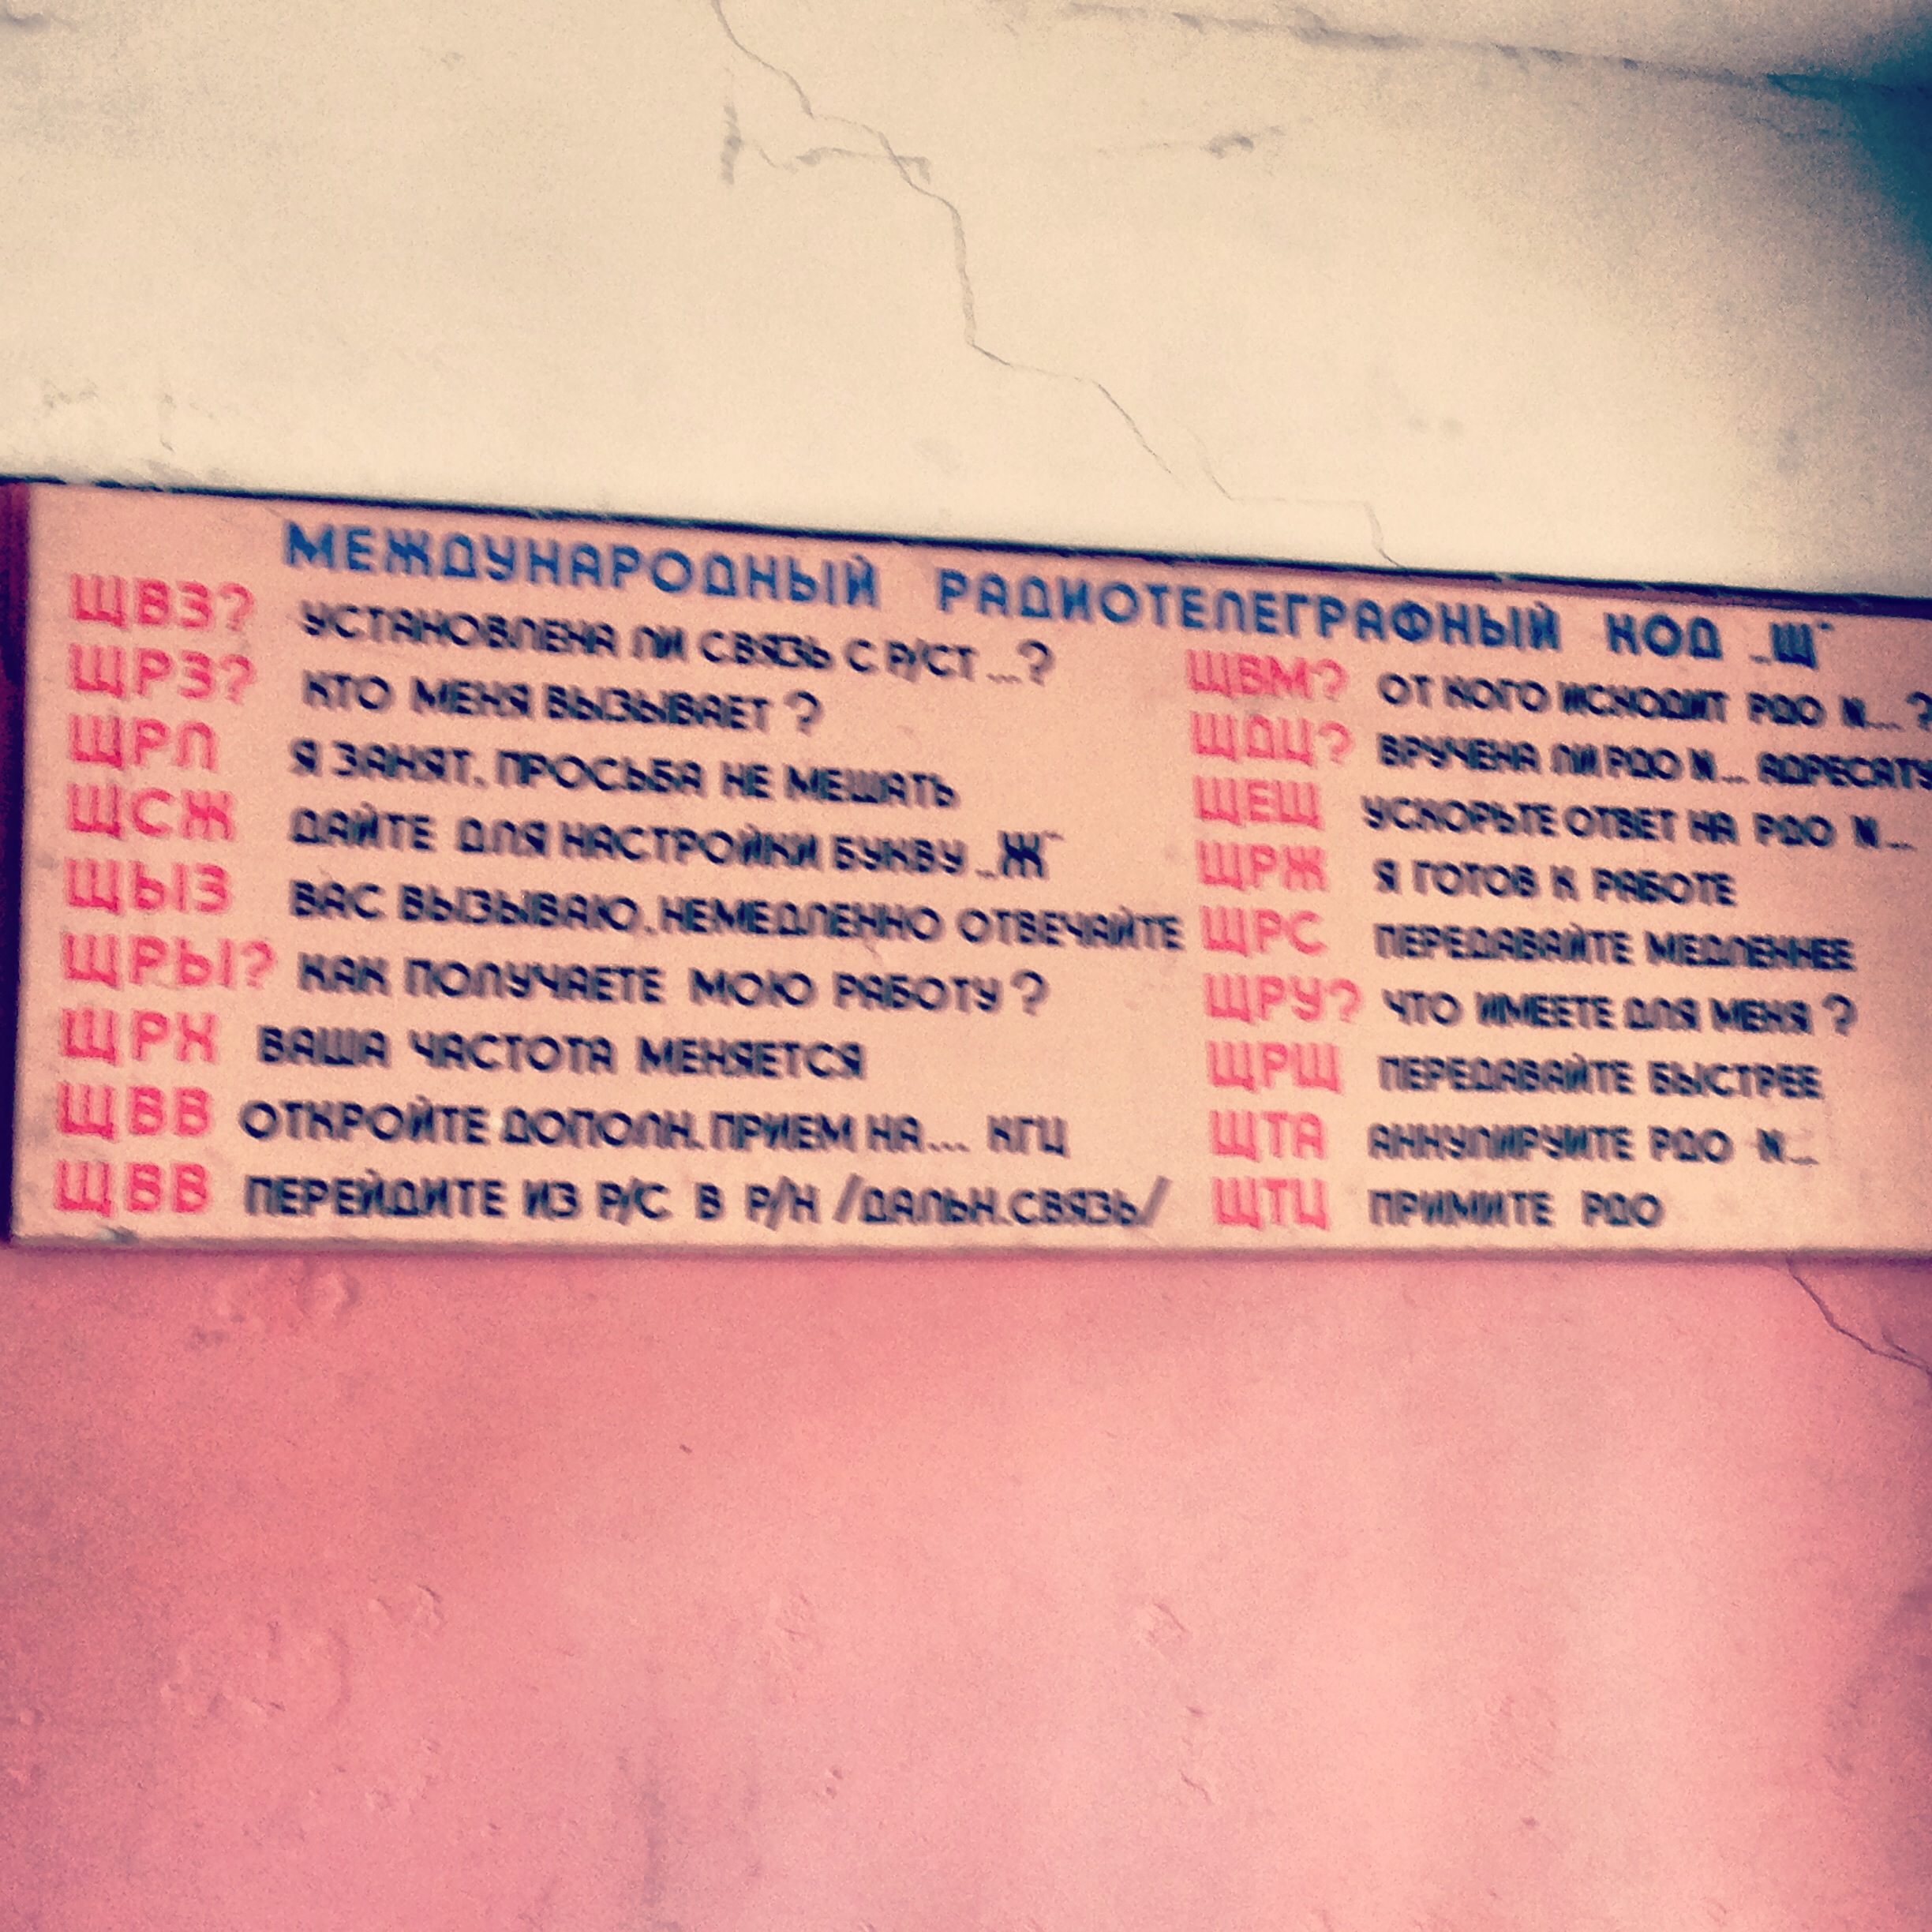 МЕЖДУНАРОДНЫЙ РАДИОТЕЛЕГРАФНЫЙ КОД „Щ“
ЩВЗ? УСТАНОВЛЕНА ЛИ СВЯЗЬ С Р/СТ ...?
ЩРЗ? КТО МЕНЯ ВЫЗЫВАЕТ ?
ЩРЛ Я ЗАНЯТ, ПРОСЬБА НЕ МЕШАТЬ
ЩСЖ ДАЙТЕ ДЛЯ НАСТРОЙКИ БУКВУ „Ж“
ЩЫЗ ВАС ВЫЗЫВАЮ, НЕМЕДЛЕННО ОТВЕЧАЙТЕ
ЩРЫ? КАК ПОЛУЧАЕТЕ МОЮ РАБОТУ ?
ЩРХ ВАША ЧАСТОТА МЕНЯЕТСЯ
ЩВВ ОТКРОЙТЕ ДОПОЛН. ПРИЕМ НА... КГЦ
ЩВВ ПЕРЕЙДИТЕ ИЗ Р/С В Р/Н /ДАЛЬН.СВЯЗЬ/
ЩВМ? ОТ КОГО ИСХОДИТ РДО N...?
ЩДЦ? ВРУЧЕНА ЛИ РДО N... АДРЕСАТУ
ЩЕЩ УСКОРЬТЕ ОТВЕТ НА РДО N...
ЩРЖ Я ГОТОВ К РАБОТЕ
ЩРС ПЕРЕДАВАЙТЕ МЕДЛЕННЕЕ
ЩРУ? ЧТО ИМЕЕТЕ ДЛЯ МЕНЯ ?
ЩРЩ ПЕРЕДАВАЙТЕ БЫСТРЕЕ
ЩТА АННУЛИРУЙТЕ РДО N...
ЩТЦ ПРИМИТЕ РДО